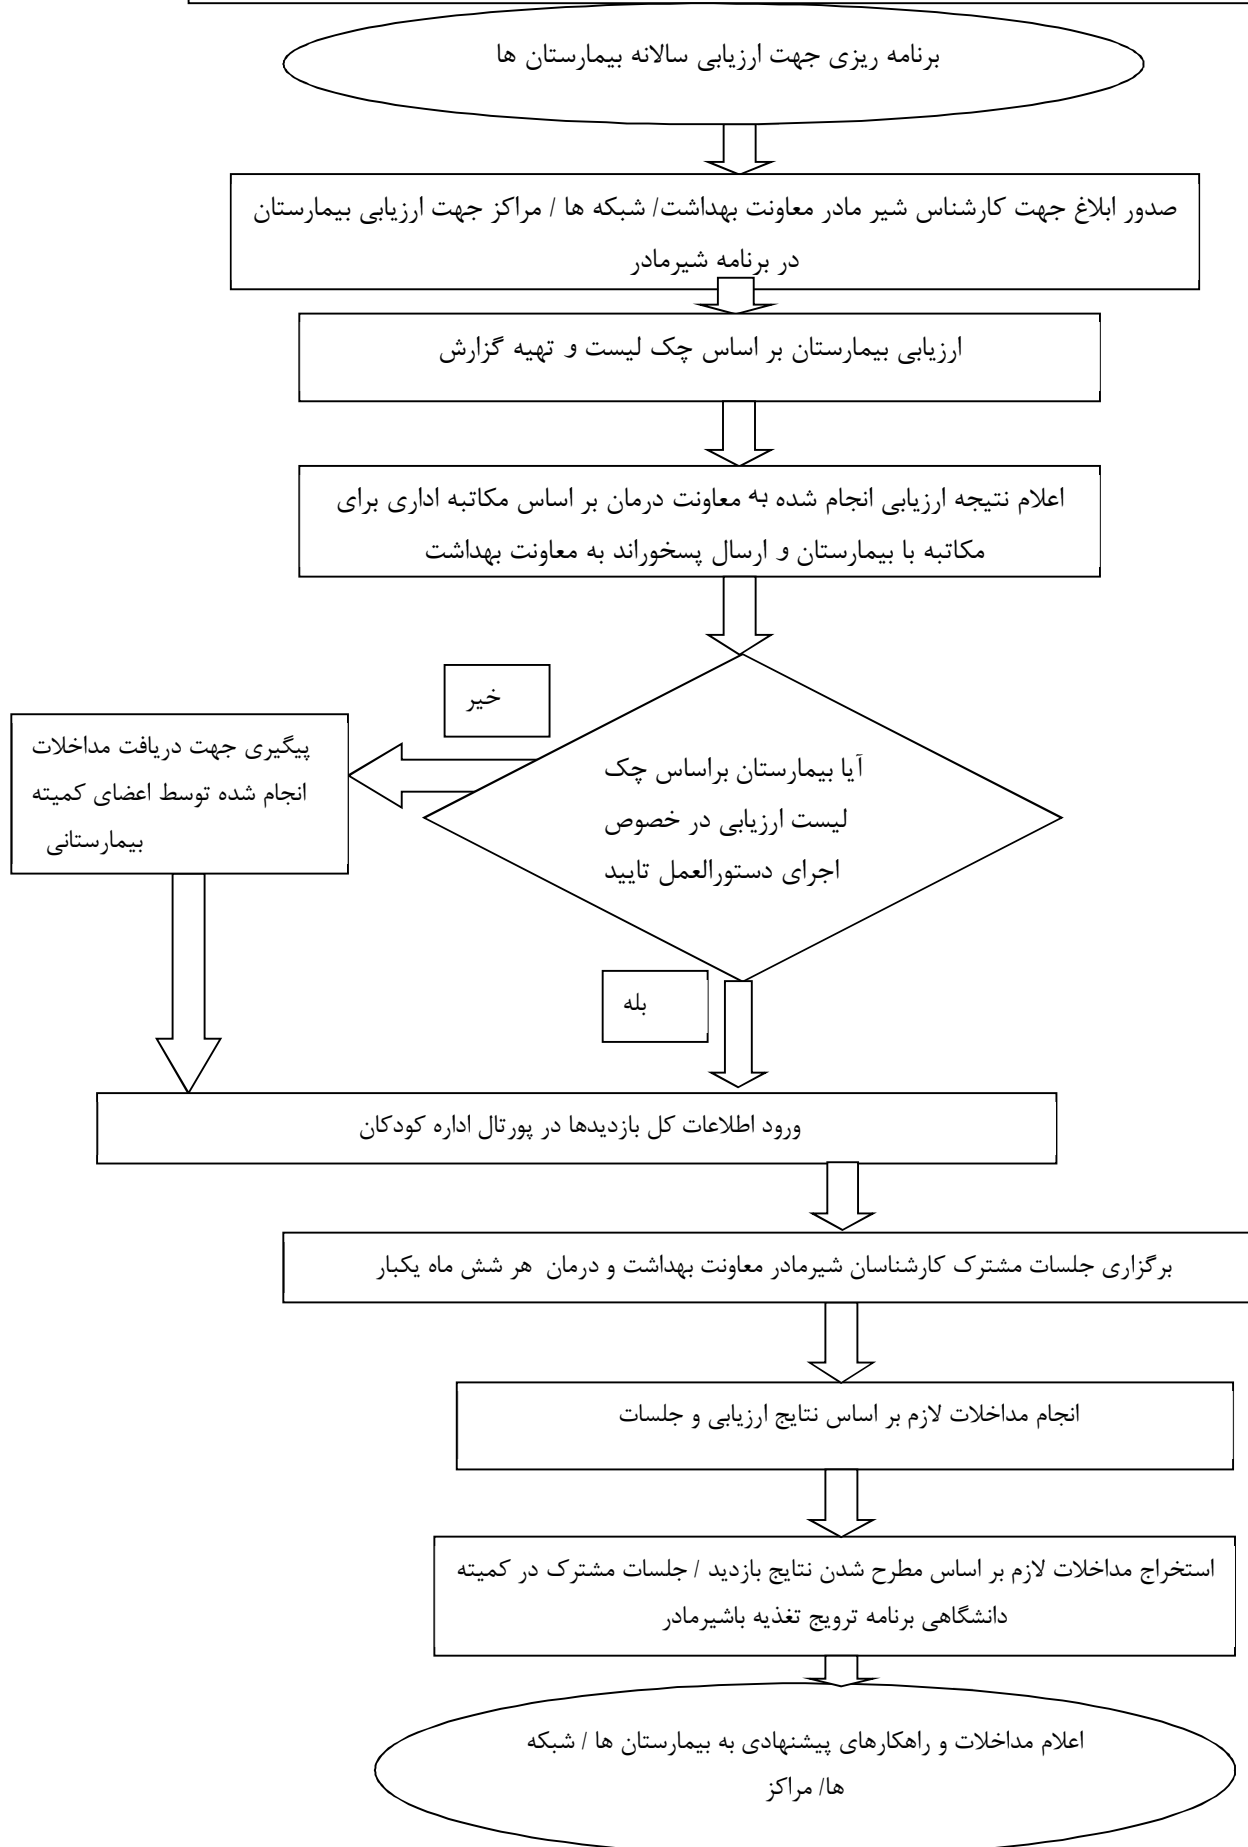 برنامه ریزی جهت ارزیابی سالانه بیمارستان ها
صدور ابلاغ جهت کارشناس شیر مادر معاونت بهداشت/ شبکه ها / مراکز جهت ارزیابی بیمارستان
در برنامه شیرمادر
ارزیابی بیمارستان بر اساس چک لیست و تهیه گزارش
اعلام نتیجه ارزیابی انجام شده به معاونت درمان بر اساس مکاتبه اداری برای
مکاتبه با بیمارستان و ارسال پسخوراند به معاونت بهداشت
خیر
پیگیری جهت دریافت مداخلات
انجام شده توسط اعضای کمیته
بیمارستانی
آیا بیمارستان براساس چک
لیست ارزیابی در خصوص
اجرای دستورالعمل تایید
بله
ورود اطلاعات کل بازدیدها در پورتال اداره کودکان
برگزاری جلسات مشترک کارشناسان شیرمادر معاونت بهداشت و درمان هر شش ماه یکبار
انجام مداخلات لازم بر اساس نتایج ارزیابی و جلسات
استخراج مداخلات لازم بر اساس مطرح شدن نتایج بازدید / جلسات مشترک در کمیته
دانشگاهی برنامه ترویج تغذیه باشیرمادر
اعلام مداخلات و راهکارهای پیشنهادی به بیمارستان ها / شبکه
ها/ مراکز